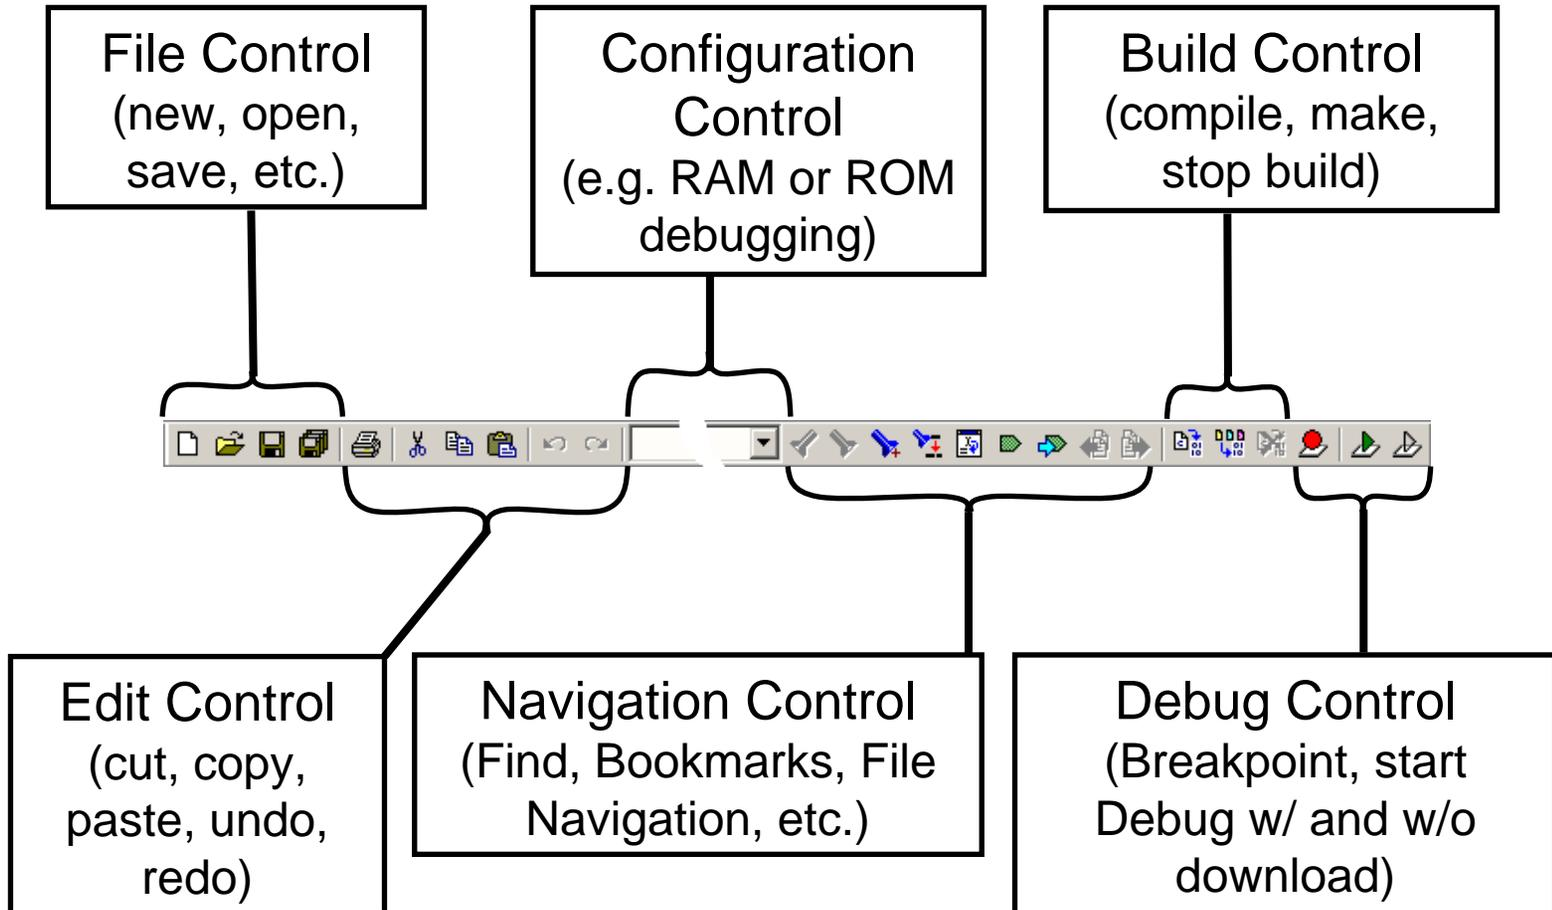 File Control
(new, open,
save, etc.)
Configuration
Control
(e.g. RAM or ROM
debugging)
Build Control
(compile, make,
stop build)
Edit Control
(cut, copy,
paste, undo,
redo)
Navigation Control
(Find, Bookmarks, File
Navigation, etc.)
Debug Control
(Breakpoint, start
Debug w/ and w/o
download)